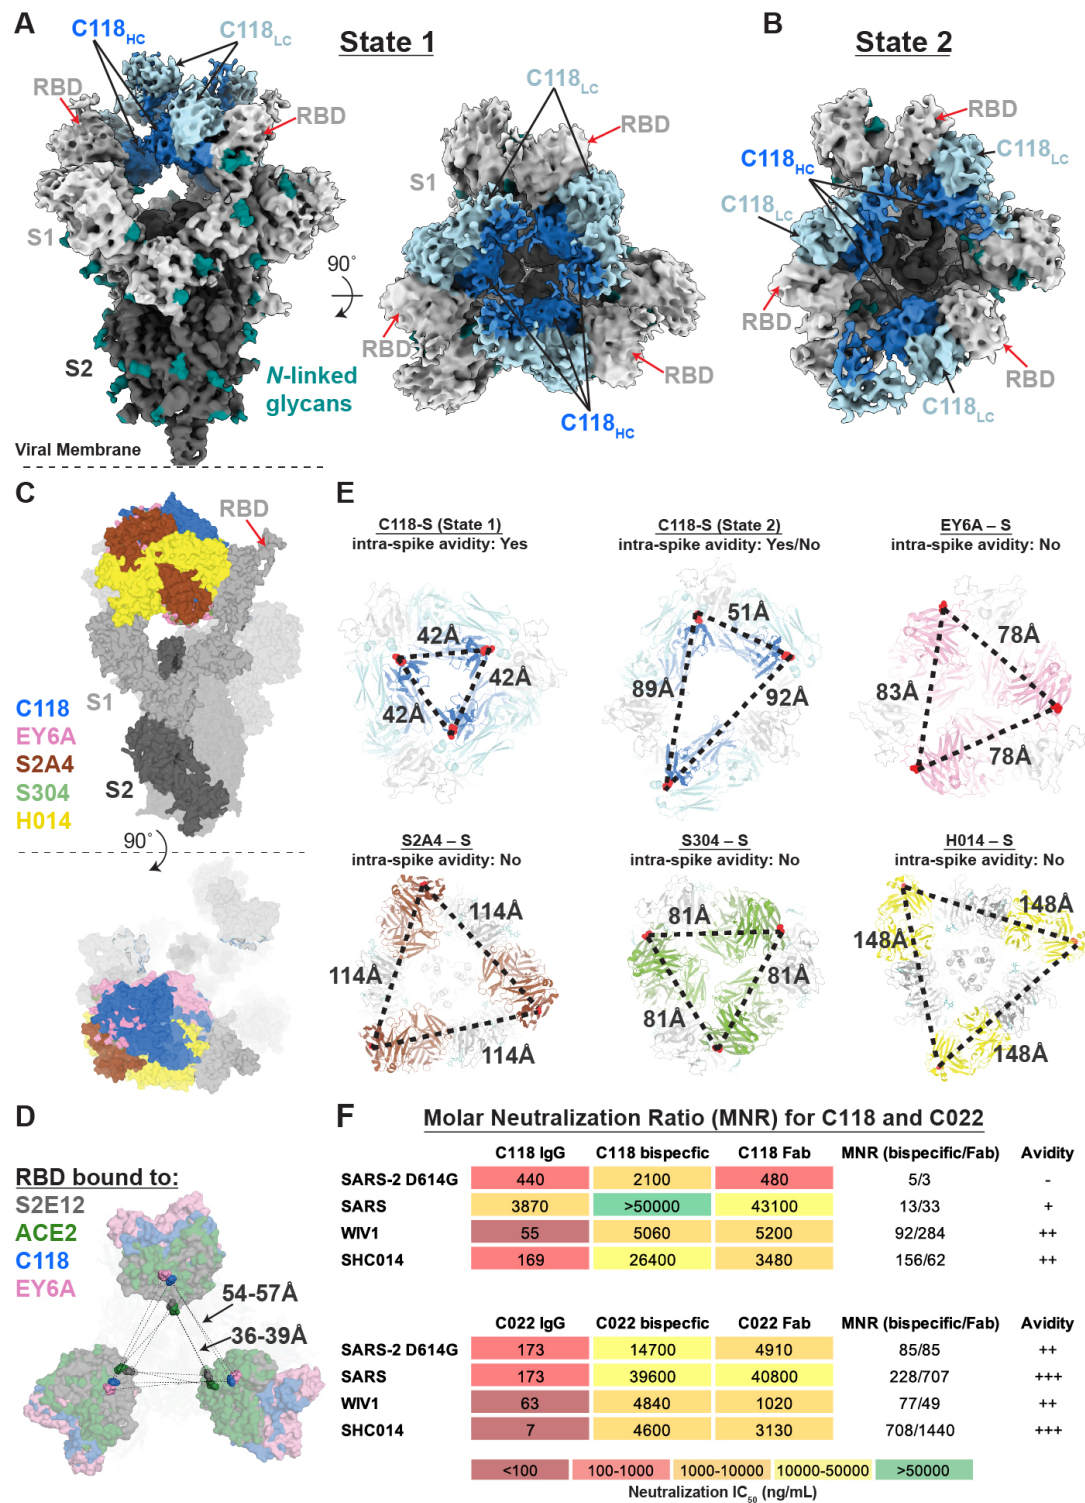 A
C118HC
C118LC
State 1
B
State 2
RBD
RBD
C118LC
RBD
S1
S1
90°
S2
N-linked
glycans
RBD
RBD
C118HC
Viral Membrane
RBD
C118LC
C118HC
C118LC
RBD
RBD
C118LC
C
RBD
C118
EY6A
S2A4
S304
H014
S1
S2
90°
E
C118-S (State 1)
intra-spike avidity: Yes
42Å
42Å
42Å
C118-S (State 2)
intra-spike avidity: Yes/No
51Å
89Å
92Å
EY6A – S
intra-spike avidity: No
78Å
83Å
78Å
S2A4 – S
intra-spike avidity: No
114Å
114Å
114Å
S304 – S
intra-spike avidity: No
81Å
81Å
81Å
H014 – S
intra-spike avidity: No
148Å
148Å
148Å
D
RBD bound to:
S2E12
ACE2
C118
EY6A
54-57Å
36-39Å
F
Molar Neutralization Ratio (MNR) for C118 and C022
C118 IgG C118 bispecfic C118 Fab MNR (bispecific/Fab) Avidity
SARS-2 D614G 440 2100 480 5/3 -
SARS 3870 >50000 43100 13/33 +
WIV1 55 5060 5200 92/284 ++
SHC014 169 26400 3480 156/62 ++
C022 IgG C022 bispecfic C022 Fab MNR (bispecific/Fab) Avidity
SARS-2 D614G 173 14700 4910 85/85 ++
SARS 173 39600 40800 228/707 +++
WIV1 63 4840 1020 77/49 ++
SHC014 7 4600 3130 708/1440 +++
<100 100-1000 1000-10000 10000-50000 >50000
Neutralization IC50 (ng/mL)